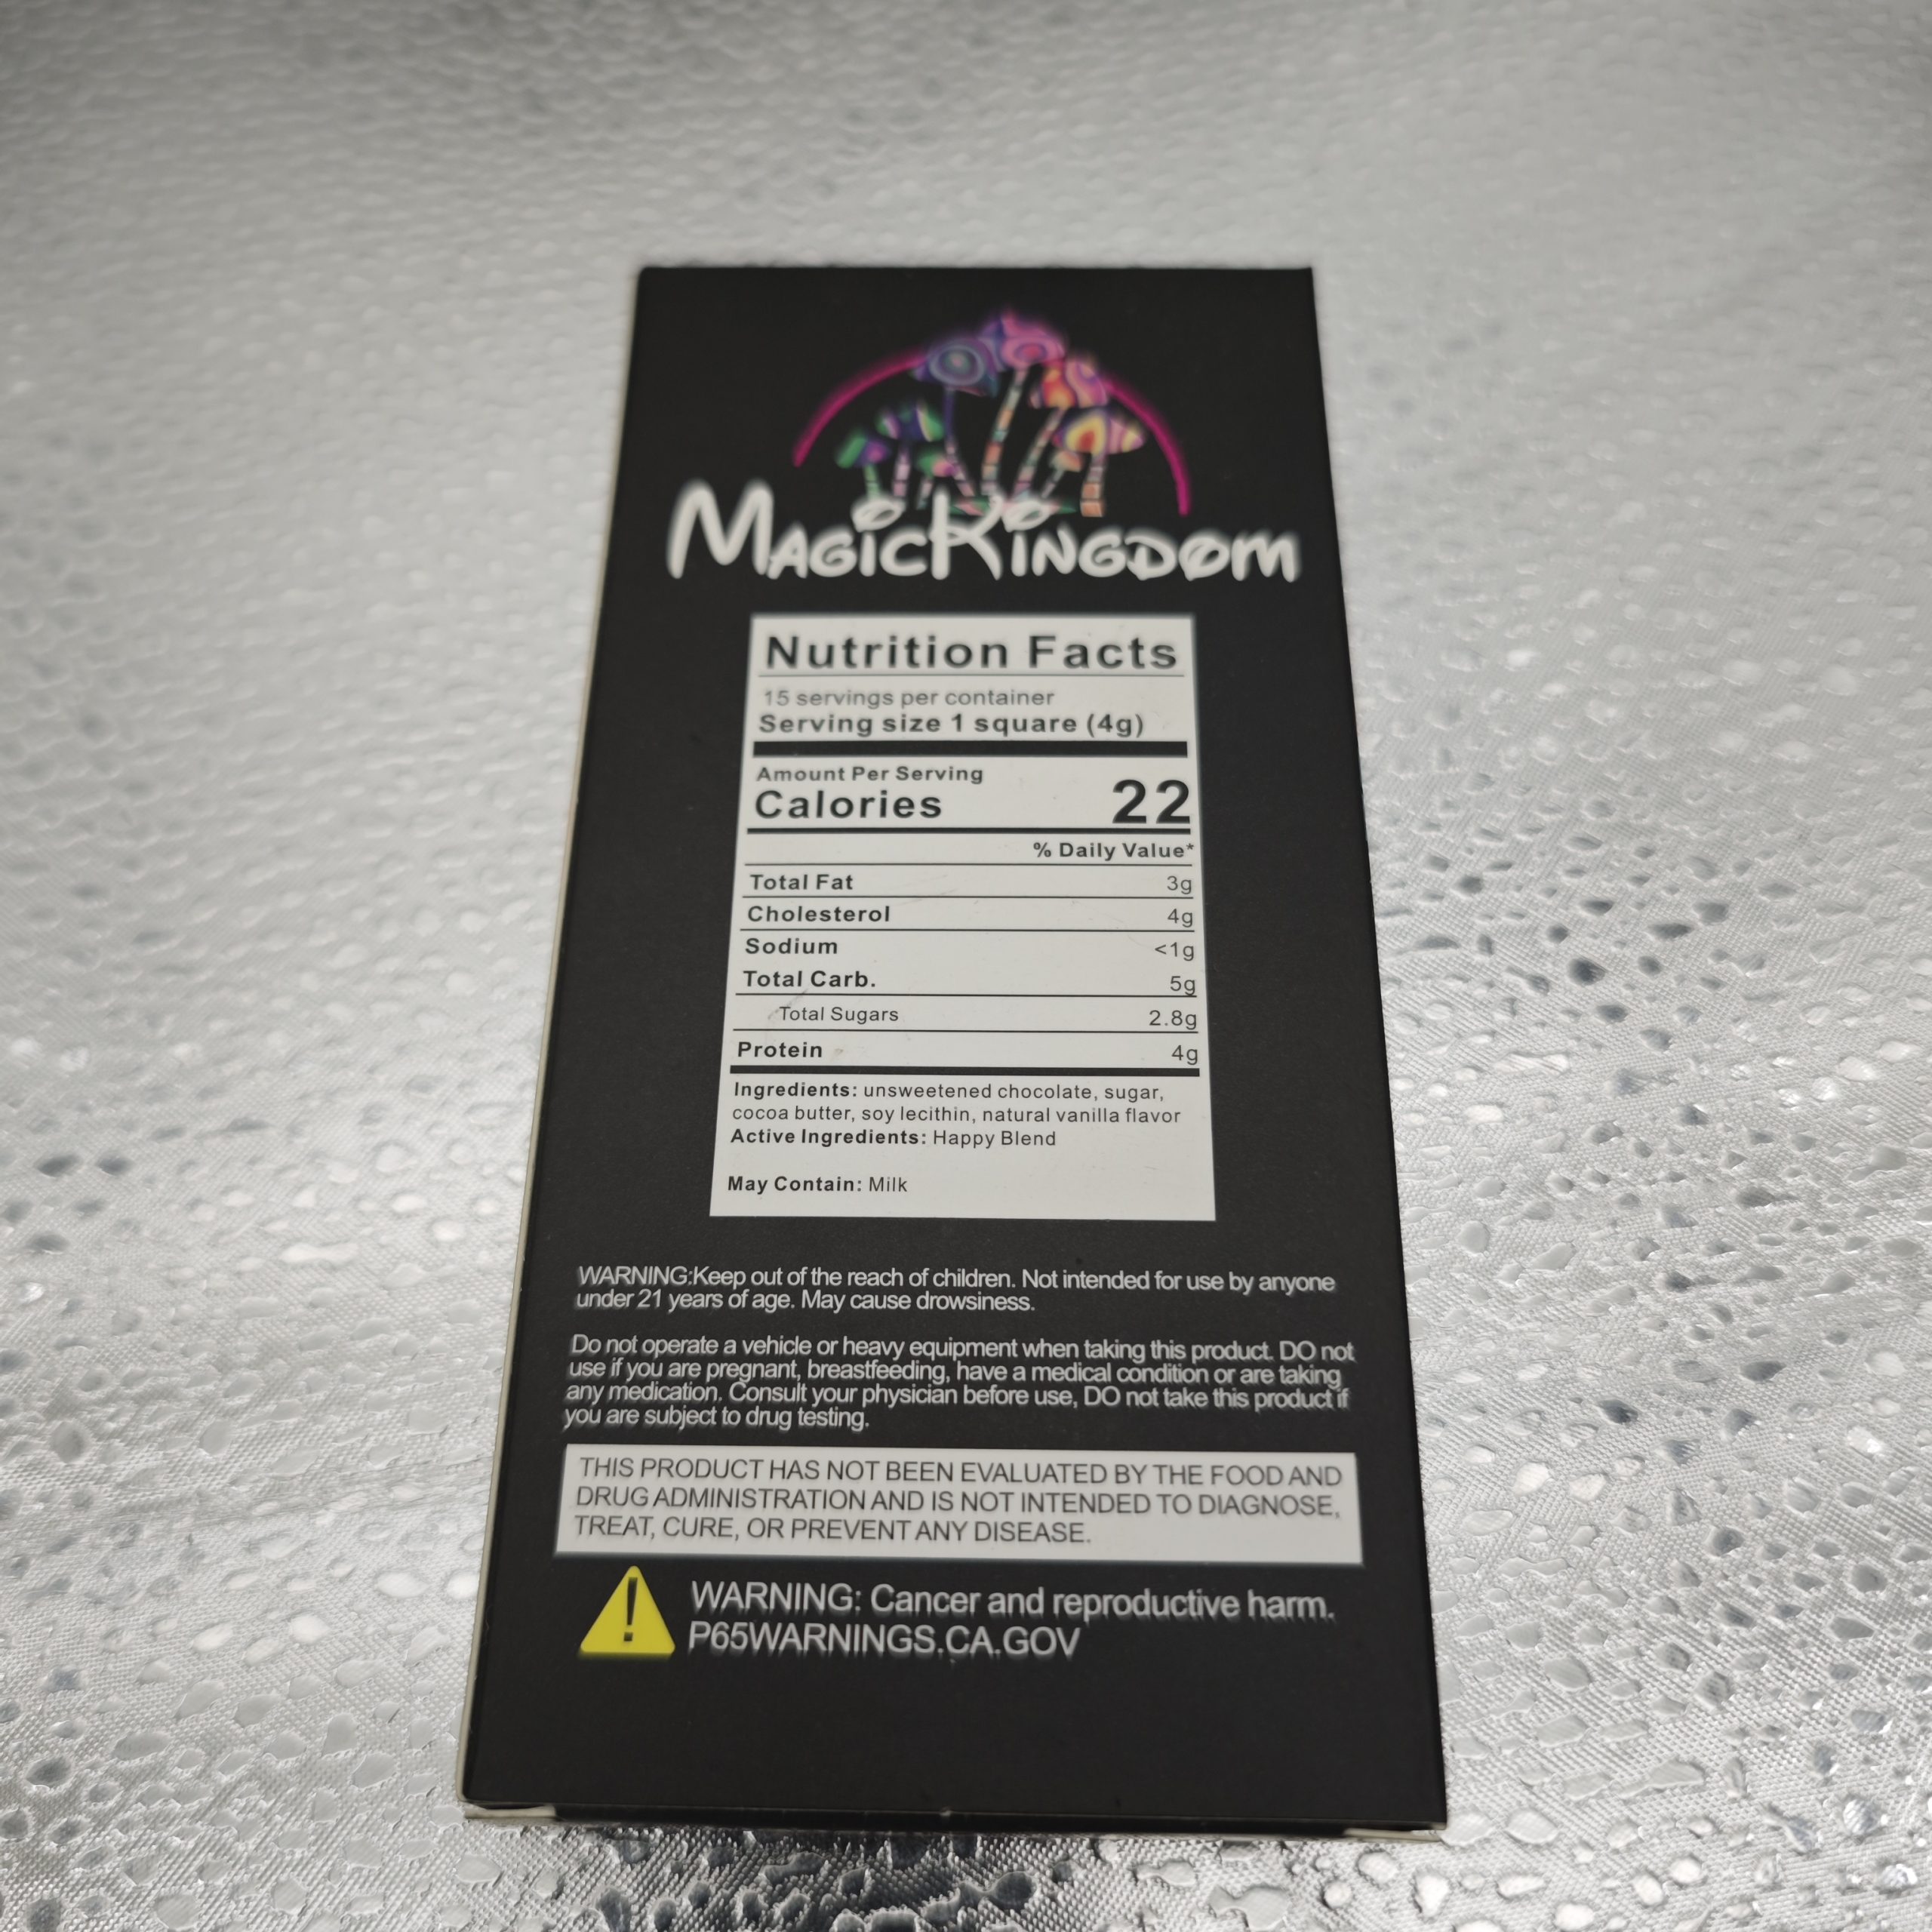 MAGICKINGDOM
Nutrition Facts
15 servings per container
Serving size 1 square (4g)
Amount Per Serving
Calories 22
% Daily Value*
Total Fat 3g
Cholesterol 4g
Sodium <1g
Total Carb. 5g
Total Sugars 2.8g
Protein 4g
Ingredients: unsweetened chocolate, sugar,
cocoa butter, soy lecithin, natural vanilla flavor
Active Ingredients: Happy Blend
May Contain: Milk
WARNING:Keep out of the reach of children. Not intended for use by anyone
under 21 years of age. May cause drowsiness.
Do not operate a vehicle or heavy equipment when taking this product. DO not
use if you are pregnant, breastfeeding, have a medical condition or are taking
any medication. Consult your physician before use, DO not take this product if
you are subject to drug testing.
THIS PRODUCT HAS NOT BEEN EVALUATED BY THE FOOD AND
DRUG ADMINISTRATION AND IS NOT INTENDED TO DIAGNOSE,
TREAT, CURE, OR PREVENT ANY DISEASE.
WARNING: Cancer and reproductive harm.
P65WARNINGS.CA.GOV